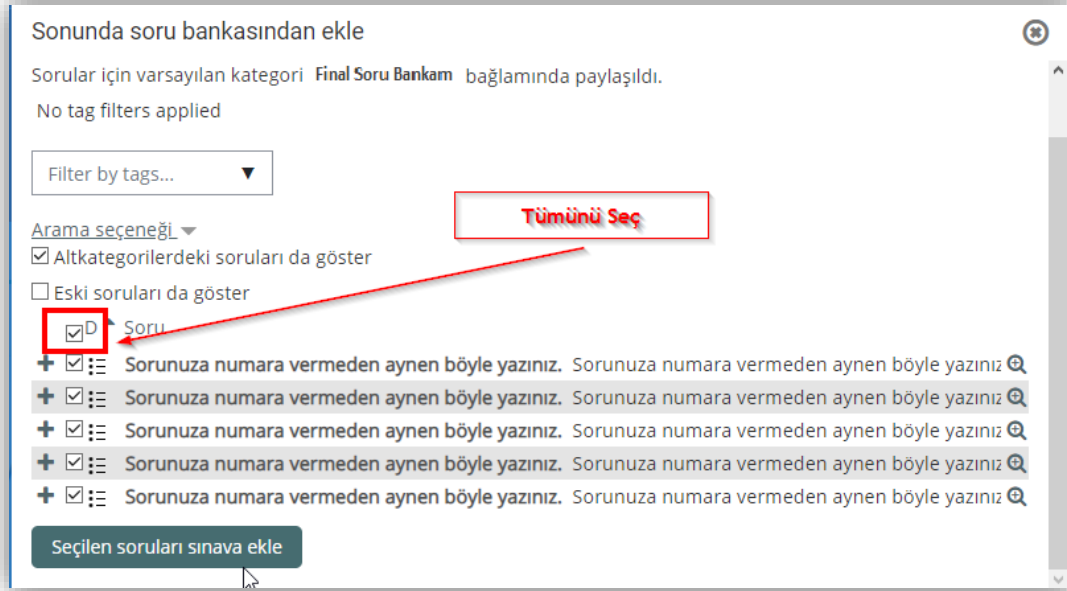 Sonunda soru bankasından ekle
Sorular için varsayılan kategori Final Soru Bankam bağlamında paylaşıldı.
No tag filters applied
Filter by tags... ▼
Tümünü Seç
Arama seçeneği
Altkategorilerdeki soruları da göster
Eski soruları da göster
D Soru
Sorunuza numara vermeden aynen böyle yazınız. Sorunuza numara vermeden aynen böyle yazınız
Sorunuza numara vermeden aynen böyle yazınız. Sorunuza numara vermeden aynen böyle yazınız
Sorunuza numara vermeden aynen böyle yazınız. Sorunuza numara vermeden aynen böyle yazınız
Sorunuza numara vermeden aynen böyle yazınız. Sorunuza numara vermeden aynen böyle yazınız
Sorunuza numara vermeden aynen böyle yazınız. Sorunuza numara vermeden aynen böyle yazınız
Seçilen soruları sınava ekle